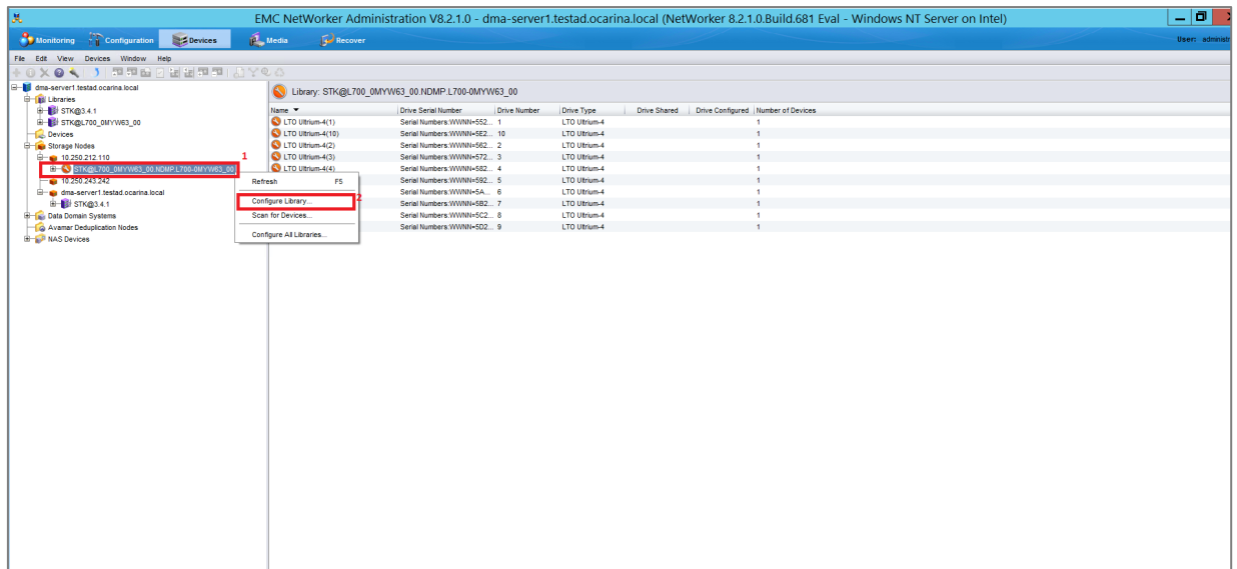 EMC NetWorker Administration V8.2.1.0 - dma-server1.testad.ocarina.local (NetWorker 8.2.1.0.Build.681 Eval - Windows NT Server on Intel)
Monitoring Configuration Devices Media Recover User: administr
File Edit View Devices Window Help
dma-server1.testad.ocarina.local
Libraries
STK@3.4.1
STK@L700_0MYW63_00
Devices
Storage Nodes
10.250.212.110
1
STK@L700_0MYW63_00.NDMP.L700-0MYW63_00
10.250.243.242
dma-server1.testad.ocarina.local
STK@3.4.1
Data Domain Systems
Avamar Deduplication Nodes
NAS Devices
Refresh F5
Configure Library...
2
Scan for Devices...
Configure All Libraries...
Library: STK@L700_0MYW63_00.NDMP.L700-0MYW63_00
Name Drive Serial Number Drive Number Drive Type Drive Shared Drive Configured Number of Devices
LTO Ultrium-4(1) Serial Numbers:WWNN=552... 1 LTO Ultrium-4 1
LTO Ultrium-4(10) Serial Numbers:WWNN=5E2... 10 LTO Ultrium-4 1
LTO Ultrium-4(2) Serial Numbers:WWNN=562... 2 LTO Ultrium-4 1
LTO Ultrium-4(3) Serial Numbers:WWNN=572... 3 LTO Ultrium-4 1
LTO Ultrium-4(4) Serial Numbers:WWNN=582... 4 LTO Ultrium-4 1
Serial Numbers:WWNN=592... 5 LTO Ultrium-4 1
Serial Numbers:WWNN=5A... 6 LTO Ultrium-4 1
Serial Numbers:WWNN=5B2... 7 LTO Ultrium-4 1
Serial Numbers:WWNN=5C2... 8 LTO Ultrium-4 1
Serial Numbers:WWNN=5D2... 9 LTO Ultrium-4 1